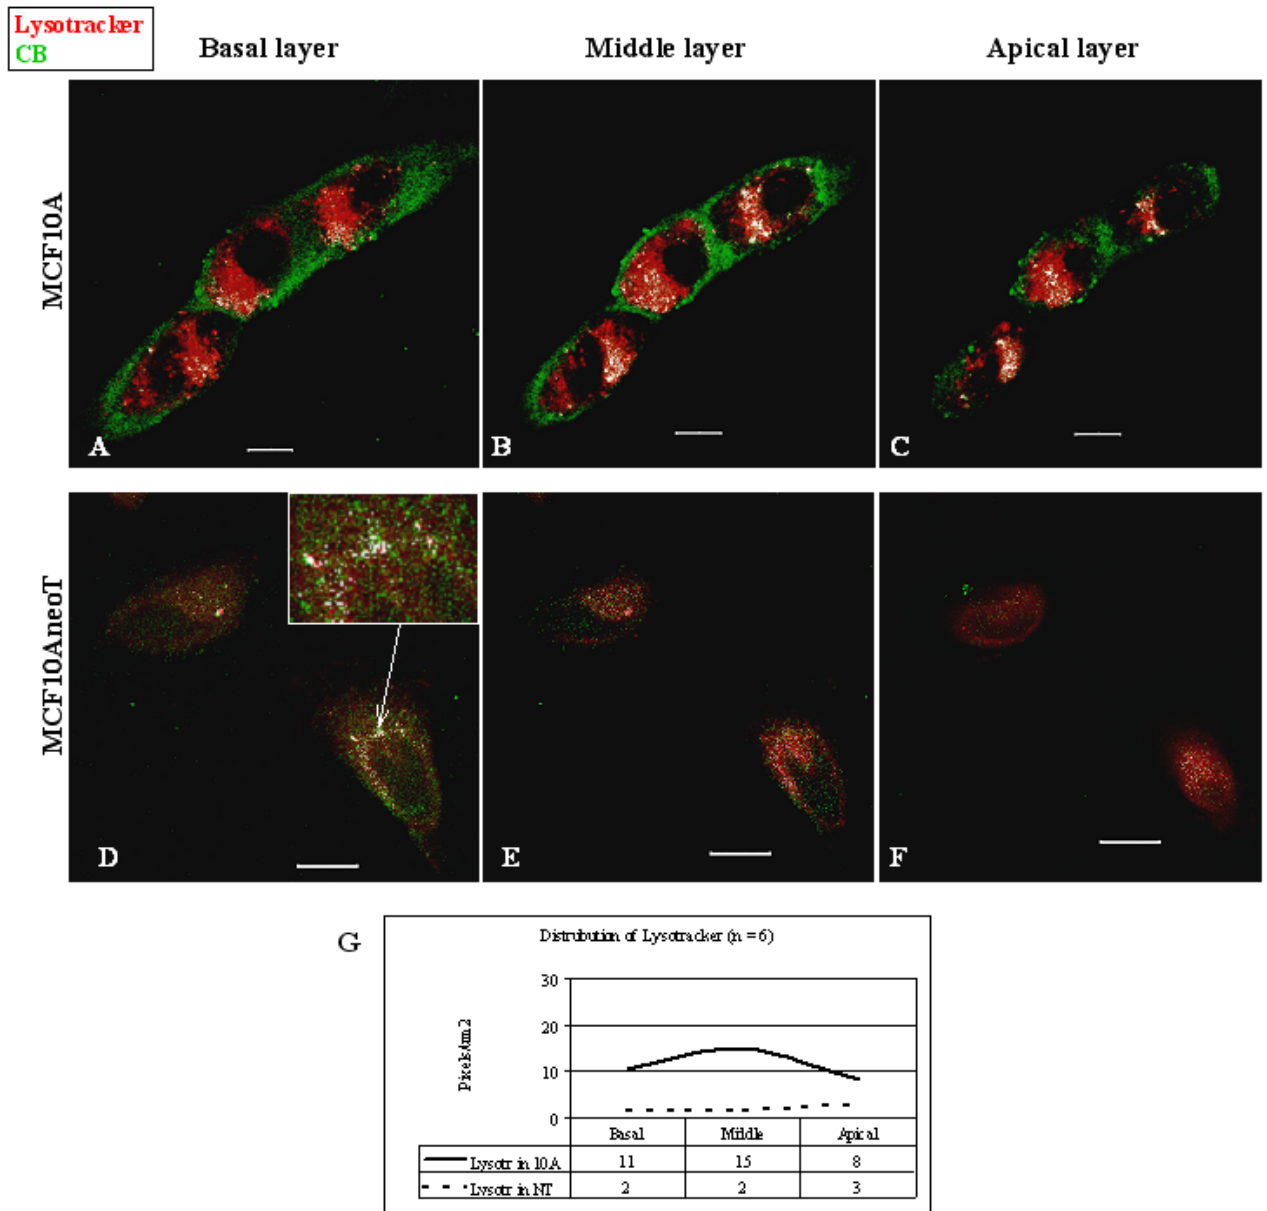 Lysotracker
CB
Basal layer
Middle layer
Apical layer
MCF10A
A
B
C
MCF10AneoT
D
E
F
G
Distrubution of Lysotracker (n = 6)
Pixels/um2
30
20
10
0
Basal Middle Apical
Lysotr in 10A 11 15 8
Lysotr in NT 2 2 3